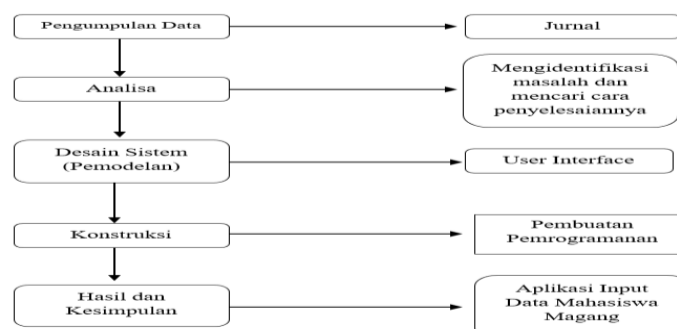 Pengumpulan Data
Jurnal
Analisa
Mengidentifikasi
masalah dan
mencari cara
penyelesaiannya
Desain Sistem
(Pemodelan)
User Interface
Konstruksi
Pembuatan
Pemrogramanan
Hasil dan
Kesimpulan
Aplikasi Input
Data Mahasiswa
Magang